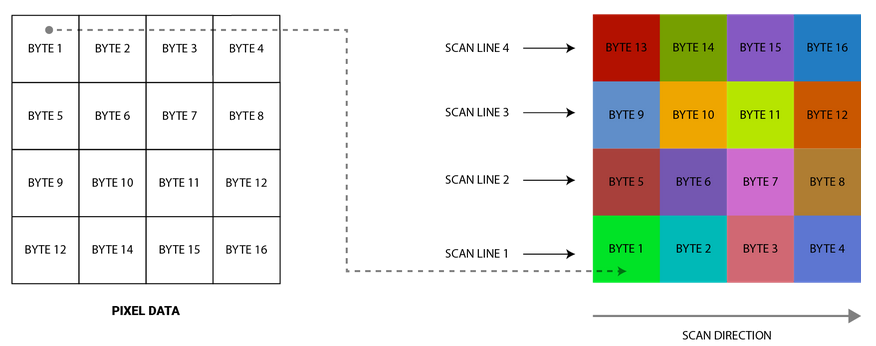 BYTE 1 BYTE 2 BYTE 3 BYTE 4
BYTE 5 BYTE 6 BYTE 7 BYTE 8
BYTE 9 BYTE 10 BYTE 11 BYTE 12
BYTE 12 BYTE 14 BYTE 15 BYTE 16
PIXEL DATA
SCAN LINE 4 BYTE 13 BYTE 14 BYTE 15 BYTE 16
SCAN LINE 3 BYTE 9 BYTE 10 BYTE 11 BYTE 12
SCAN LINE 2 BYTE 5 BYTE 6 BYTE 7 BYTE 8
SCAN LINE 1 BYTE 1 BYTE 2 BYTE 3 BYTE 4
SCAN DIRECTION